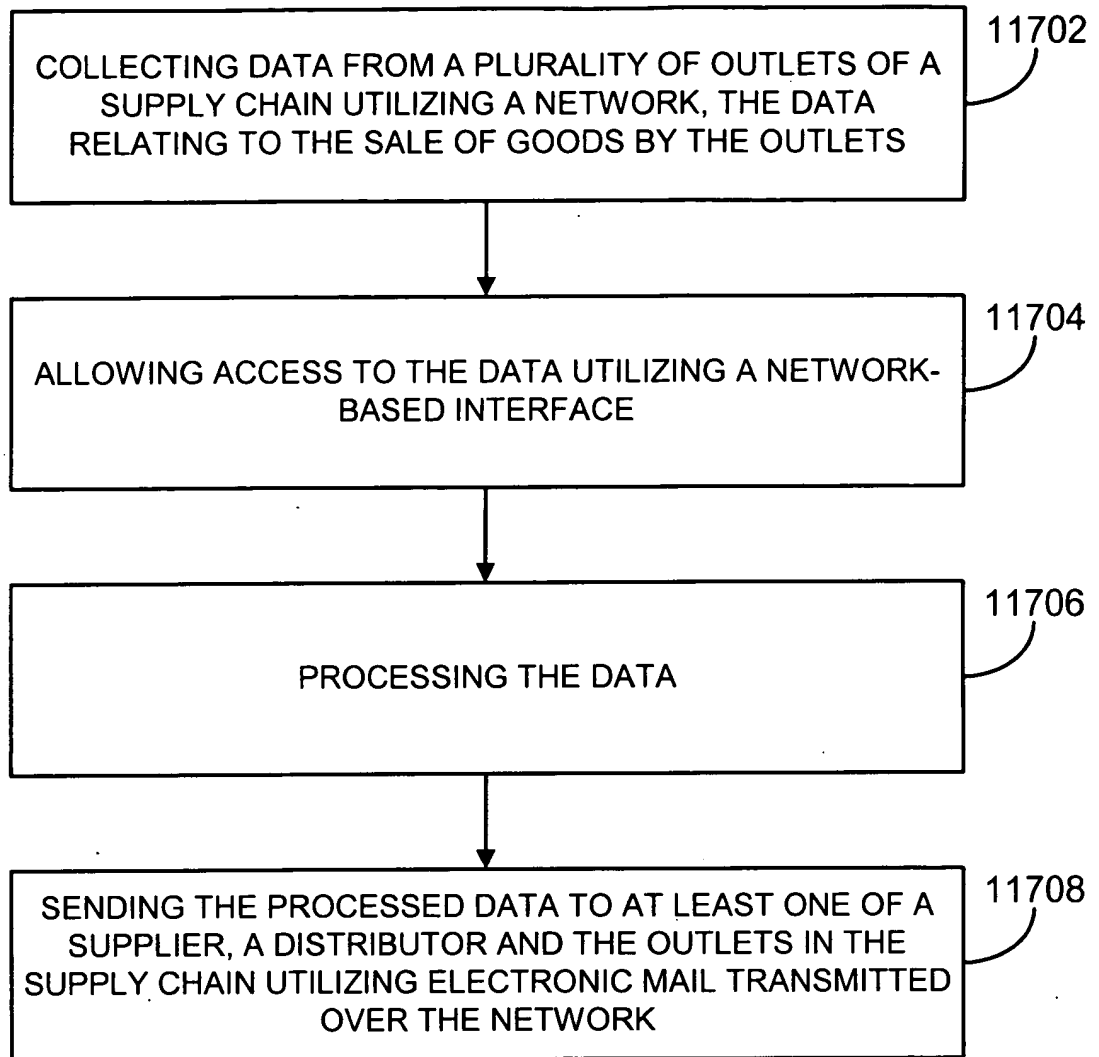 11702
COLLECTING DATA FROM A PLURALITY OF OUTLETS OF A
SUPPLY CHAIN UTILIZING A NETWORK, THE DATA
RELATING TO THE SALE OF GOODS BY THE OUTLETS
11704
ALLOWING ACCESS TO THE DATA UTILIZING A NETWORK-
BASED INTERFACE
11706
PROCESSING THE DATA
11708
SENDING THE PROCESSED DATA TO AT LEAST ONE OF A
SUPPLIER, A DISTRIBUTOR AND THE OUTLETS IN THE
SUPPLY CHAIN UTILIZING ELECTRONIC MAIL TRANSMITTED
OVER THE NETWORK